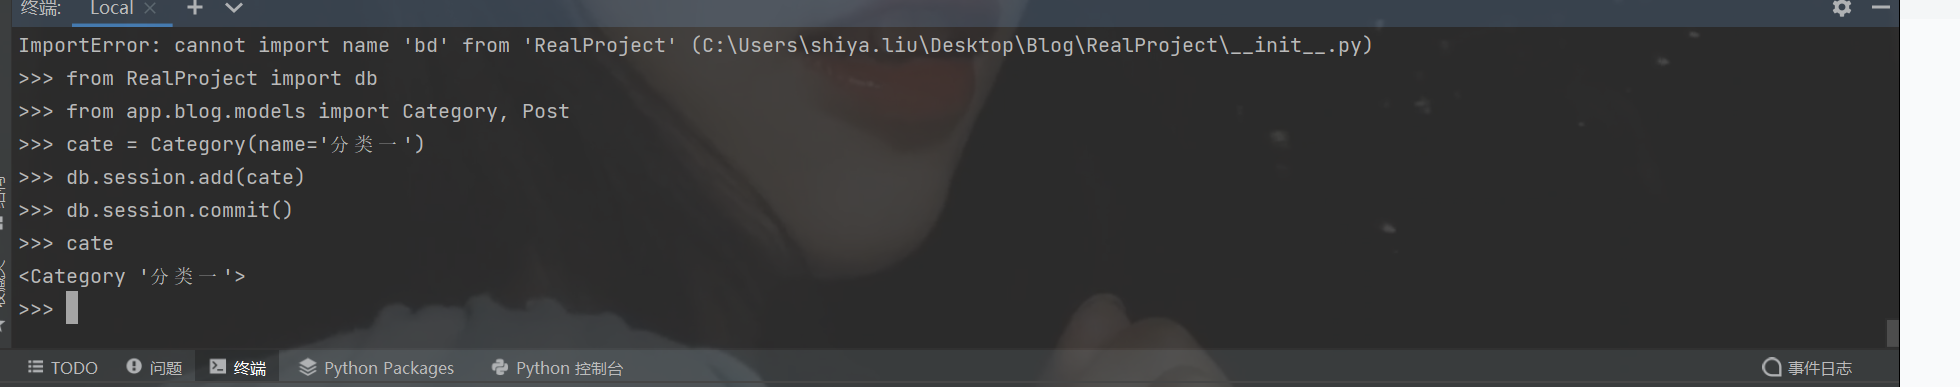 终端: Local
ImportError: cannot import name 'bd' from 'RealProject' (C:\Users\shiya.liu\Desktop\Blog\RealProject\__init__.py)
>>> from RealProject import db
>>> from app.blog.models import Category, Post
>>> cate = Category(name='分类一')
>>> db.session.add(cate)
>>> db.session.commit()
>>> cate
<Category '分类一'>
>>>
TODO 问题 终端 Python Packages Python 控制台 事件日志